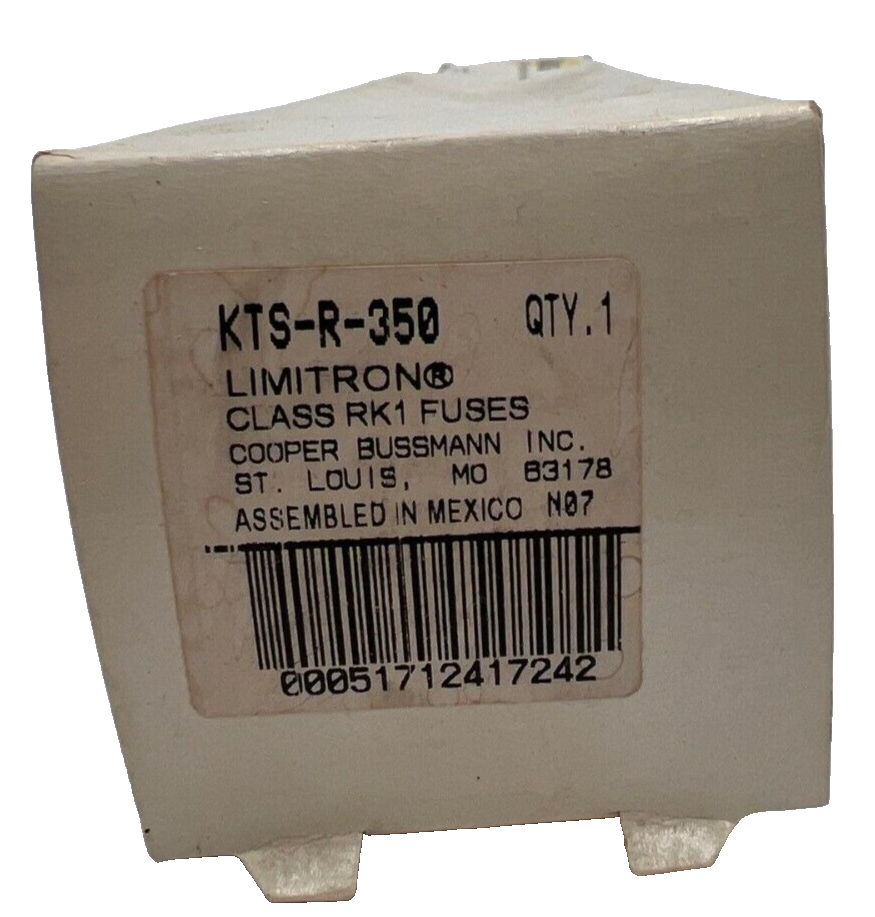 KTS-R-350 QTY.1
LIMITRON®
CLASS RK1 FUSES
COOPER BUSSMANN INC.
ST. LOUIS, MO 63178
ASSEMBLED IN MEXICO N07
00051712417242